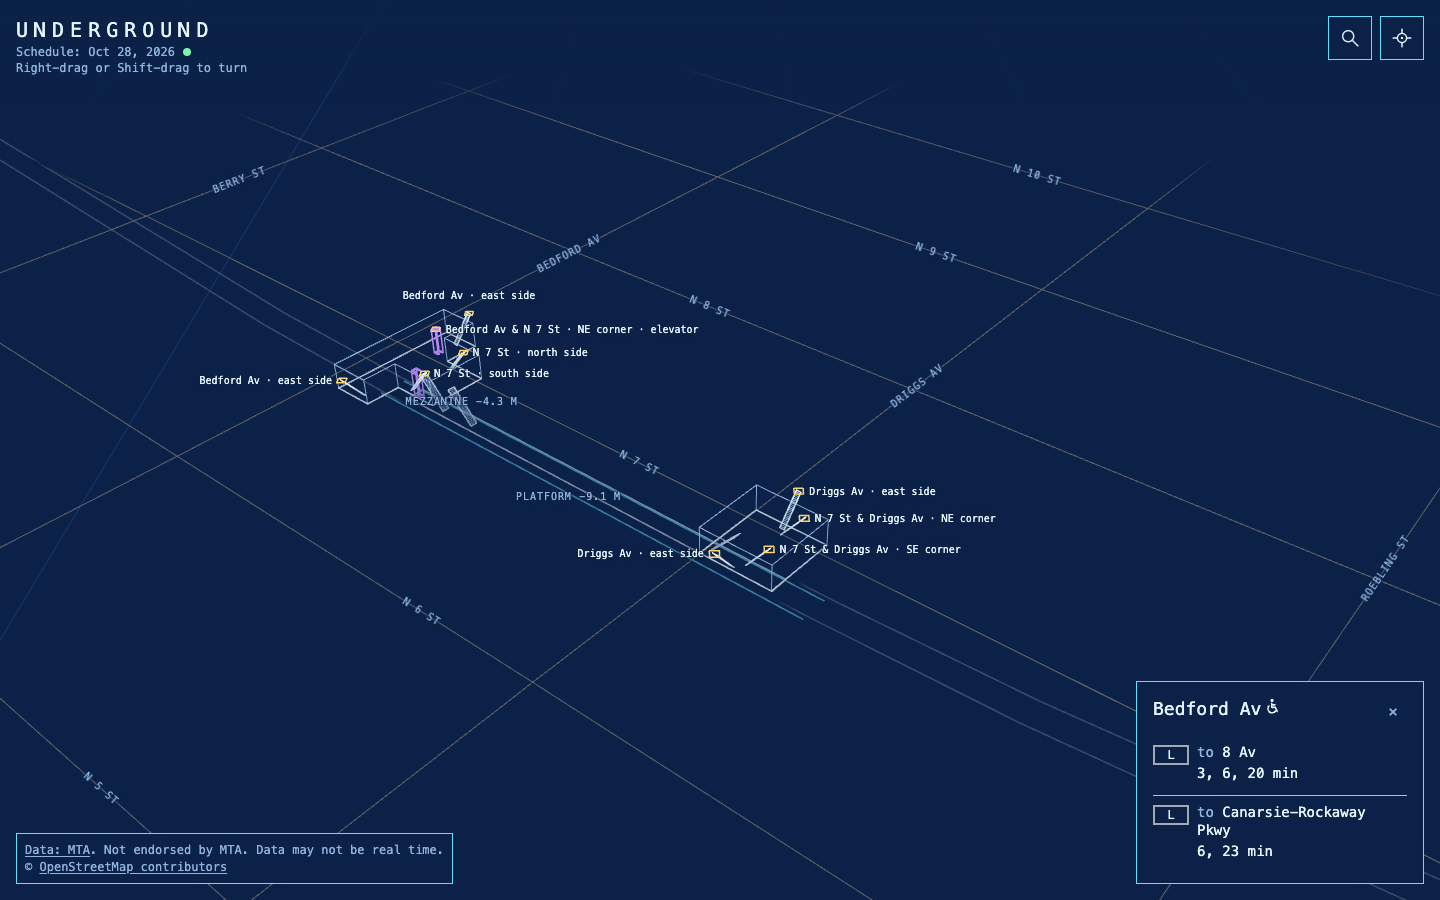 UNDERGROUND
Schedule: Oct 28, 2026
Right-drag or Shift-drag to turn
BERRY ST
N 10 ST
BEDFORD AV
N 9 ST
N 8 ST
Bedford Av · east side
Bedford Av & N 7 St · NE corner · elevator
N 7 St · north side
N 7 St · south side
Bedford Av · east side
MEZZANINE -4.3 M
DRIGGS AV
N 7 ST
PLATFORM -9.1 M
Driggs Av · east side
N 7 St & Driggs Av · NE corner
N 7 St & Driggs Av · SE corner
Driggs Av · east side
ROEBLING ST
N 6 ST
N 5 ST
Bedford Av
×
L to 8 Av
3, 6, 20 min
L to Canarsie-Rockaway
Pkwy
6, 23 min
Data: MTA. Not endorsed by MTA. Data may not be real time.
© OpenStreetMap contributors